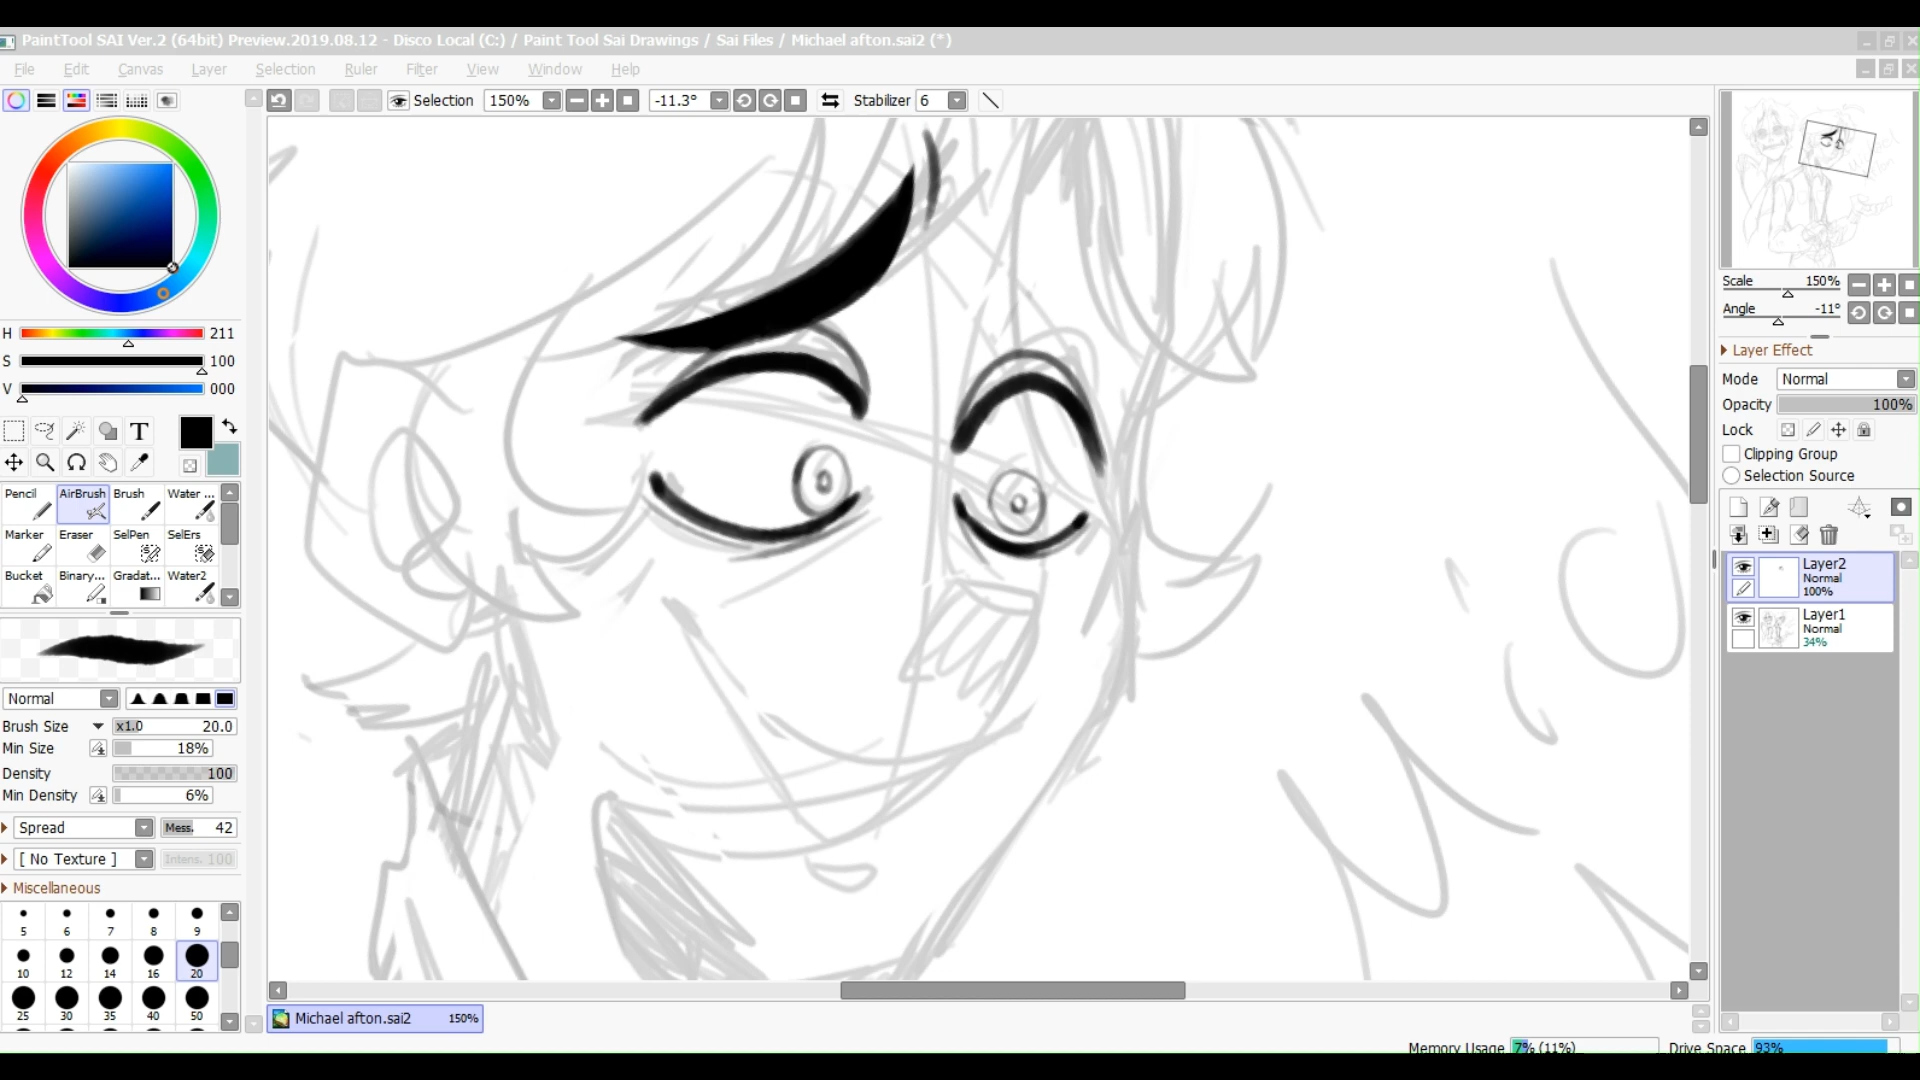 PaintTool SAI Ver.2 (64bit) Preview.2019.08.12 - Disco Local (C:) / Paint Tool Sai Drawings / Sai Files / Michael afton.sai2 (*)
File Edit Canvas Layer Selection Ruler Filter View Window Help
Selection 150% -11.3° Stabilizer 6
H 211
S 100
V 000
T
Pencil AirBrush Brush Water ...
Marker Eraser SelPen SelErs
Bucket Binary... Gradat... Water2
Normal
Brush Size x1.0 20.0
Min Size 18%
Density 100
Min Density 6%
Spread Mess. 42
[ No Texture ] Intens. 100
Miscellaneous
5 6 7 8 9
10 12 14 16 20
25 30 35 40 50
Michael afton.sai2 150%
Scale 150%
Angle -11°
Layer Effect
Mode Normal
Opacity 100%
Lock
Clipping Group
Selection Source
Layer2
Normal
100%
Layer1
Normal
34%
Memory Usage 7% (11%) Drive Space 93%